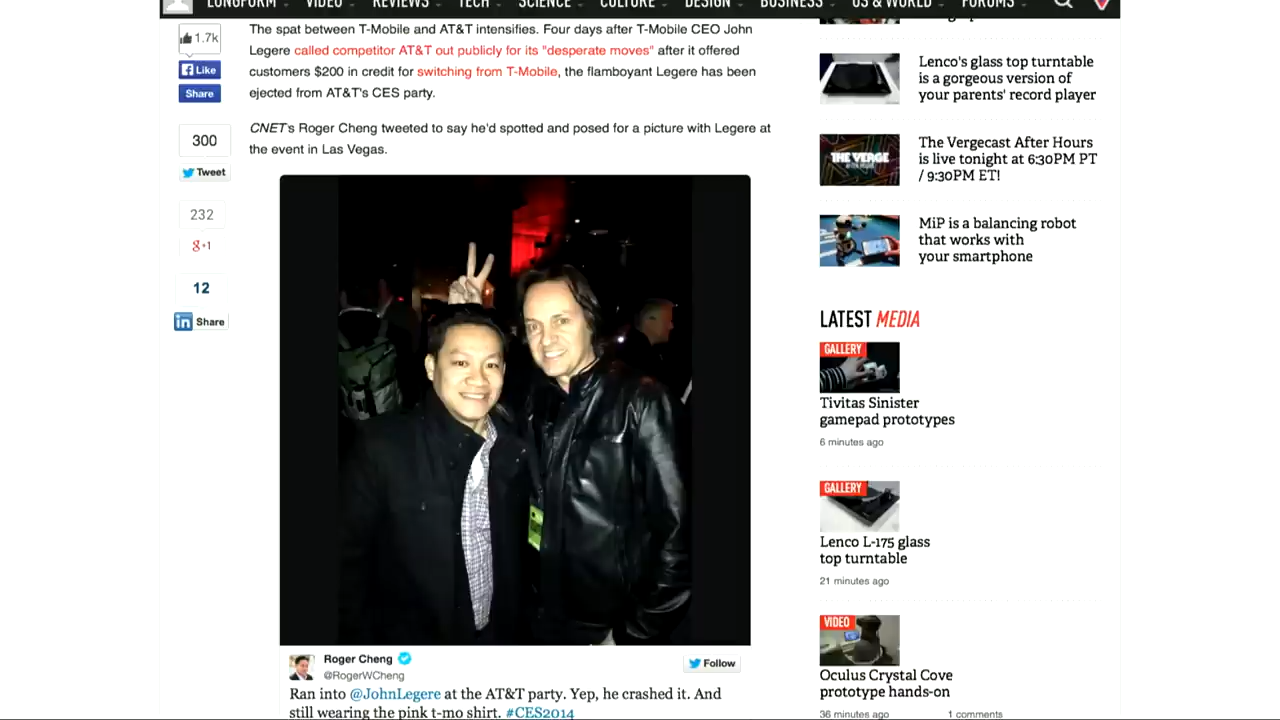 LONGFORM VIDEO REVIEWS TECH SCIENCE CULTURE DESIGN BUSINESS US & WORLD FORUMS
1.7k
Like
Share
300
Tweet
232
g+1
12
in Share
The spat between T-Mobile and AT&T intensifies. Four days after T-Mobile CEO John
Legere called competitor AT&T out publicly for its "desperate moves" after it offered
customers $200 in credit for switching from T-Mobile, the flamboyant Legere has been
ejected from AT&T's CES party.
CNET's Roger Cheng tweeted to say he'd spotted and posed for a picture with Legere at
the event in Las Vegas.
Roger Cheng
@RogerWCheng
Follow
Ran into @JohnLegere at the AT&T party. Yep, he crashed it. And
still wearing the pink t-mo shirt. #CES2014
Lenco's glass top turntable
is a gorgeous version of
your parents' record player
THE VERGE
The Vergecast After Hours
is live tonight at 6:30PM PT
/ 9:30PM ET!
MiP is a balancing robot
that works with
your smartphone
LATEST MEDIA
GALLERY
Tivitas Sinister
gamepad prototypes
6 minutes ago
GALLERY
Lenco L-175 glass
top turntable
21 minutes ago
VIDEO
Oculus Crystal Cove
prototype hands-on
36 minutes ago 1 comments